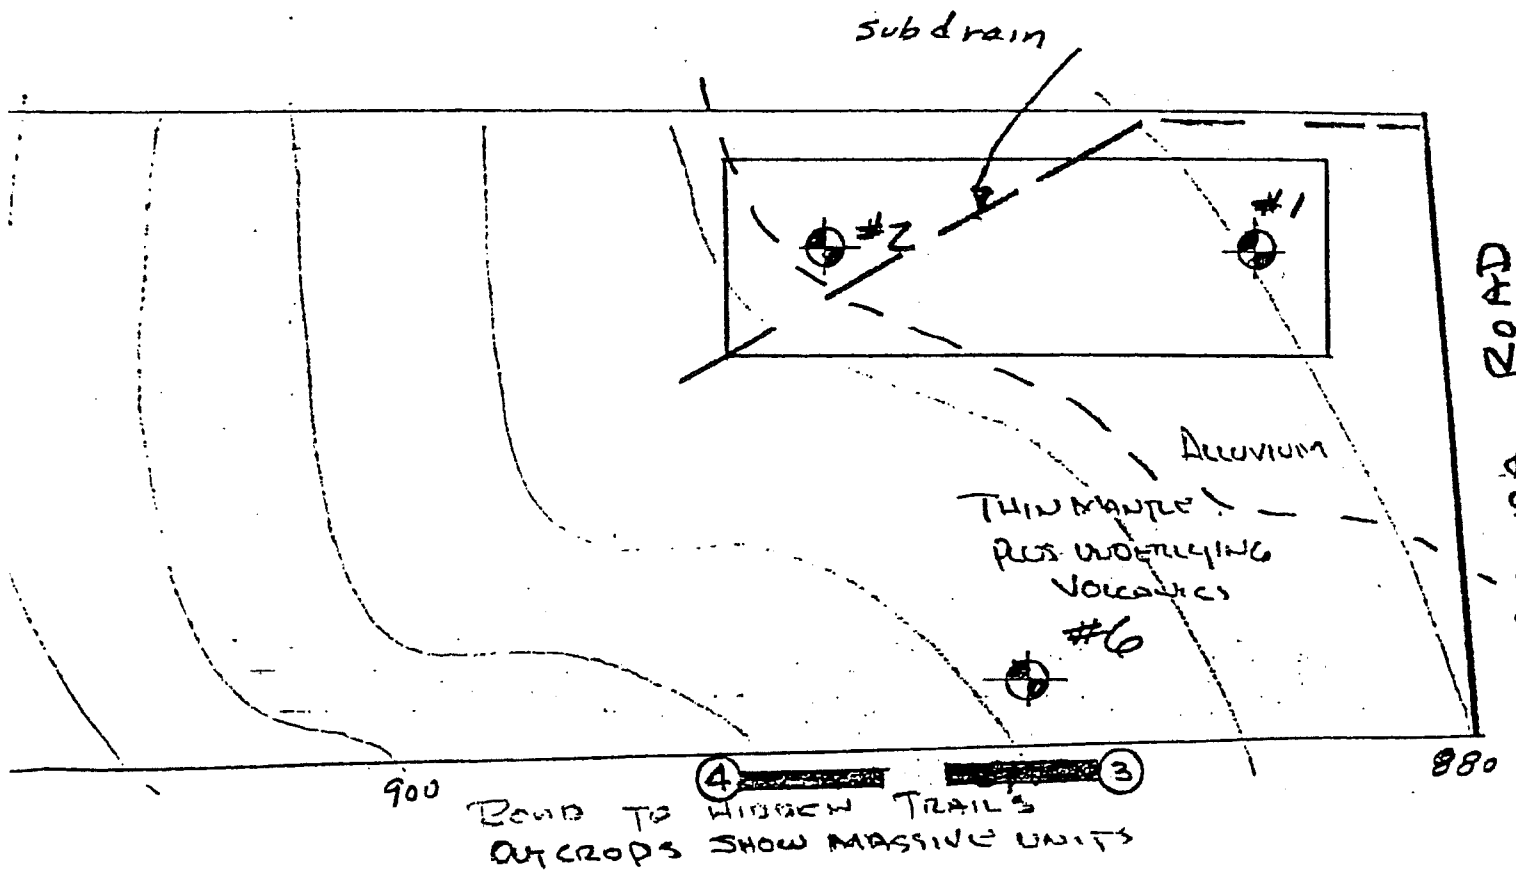 subdrain
#2
#1
ROAD
ALLUVIUM
THIN MANTLE
PLUS UNDERLYING
VOLCANICS
#6
4
3
900
880
ROAD TO HIDDEN TRAILS
OUTCROPS SHOW MASSIVE UNITS